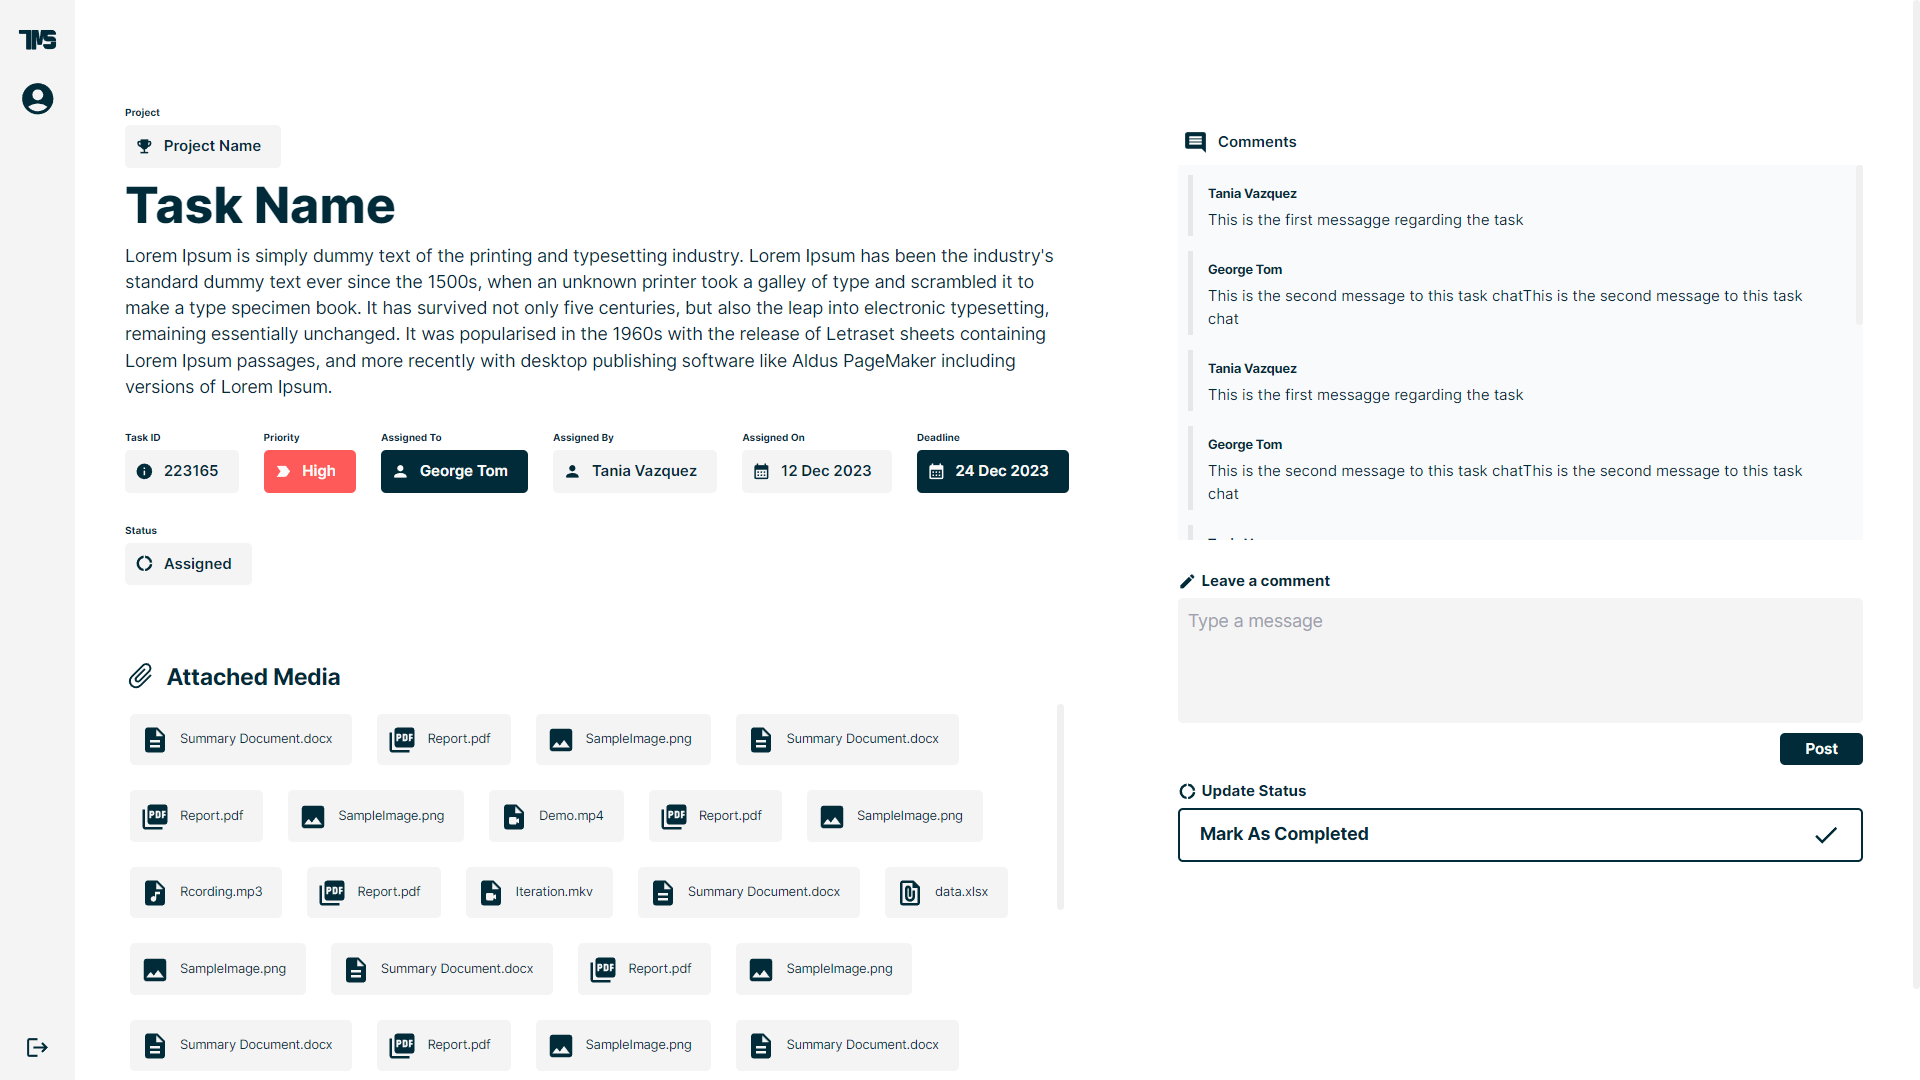 TMS
Project
Project Name
Task Name
Lorem Ipsum is simply dummy text of the printing and typesetting industry. Lorem Ipsum has been the industry's
standard dummy text ever since the 1500s, when an unknown printer took a galley of type and scrambled it to
make a type specimen book. It has survived not only five centuries, but also the leap into electronic typesetting,
remaining essentially unchanged. It was popularised in the 1960s with the release of Letraset sheets containing
Lorem Ipsum passages, and more recently with desktop publishing software like Aldus PageMaker including
versions of Lorem Ipsum.
Task ID Priority Assigned To Assigned By Assigned On Deadline
223165 High George Tom Tania Vazquez 12 Dec 2023 24 Dec 2023
Status
Assigned
Attached Media
Summary Document.docx PDF Report.pdf SampleImage.png Summary Document.docx
PDF Report.pdf SampleImage.png Demo.mp4 PDF Report.pdf SampleImage.png
Rcording.mp3 PDF Report.pdf Iteration.mkv Summary Document.docx data.xlsx
SampleImage.png Summary Document.docx PDF Report.pdf SampleImage.png
Summary Document.docx PDF Report.pdf SampleImage.png Summary Document.docx
Comments
Tania Vazquez
This is the first messagge regarding the task
George Tom
This is the second message to this task chatThis is the second message to this task
chat
Tania Vazquez
This is the first messagge regarding the task
George Tom
This is the second message to this task chatThis is the second message to this task
chat
Leave a comment
Type a message
Post
Update Status
Mark As Completed